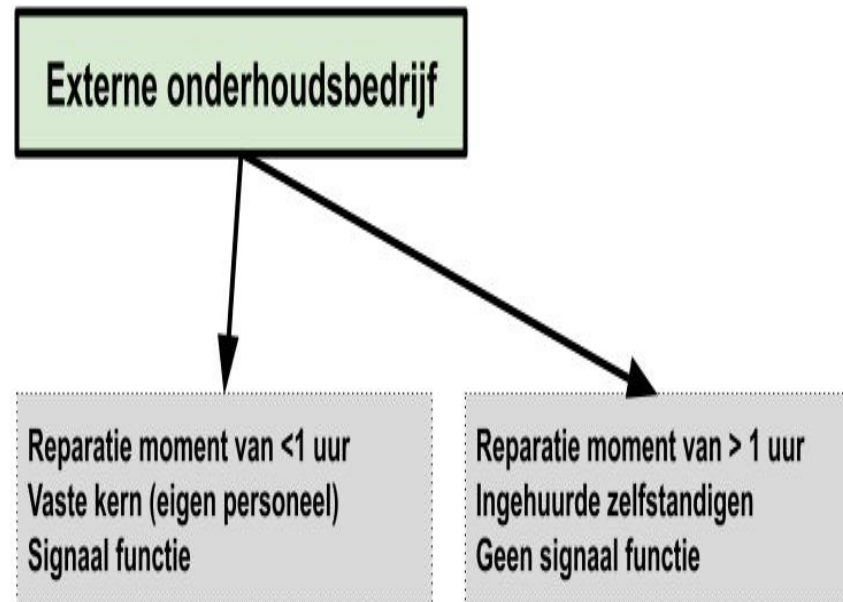 Externe onderhoudsbedrijf
Reparatie moment van <1 uur
Vaste kern (eigen personeel)
Signaal functie
Reparatie moment van > 1 uur
Ingehuurde zelfstandigen
Geen signaal functie